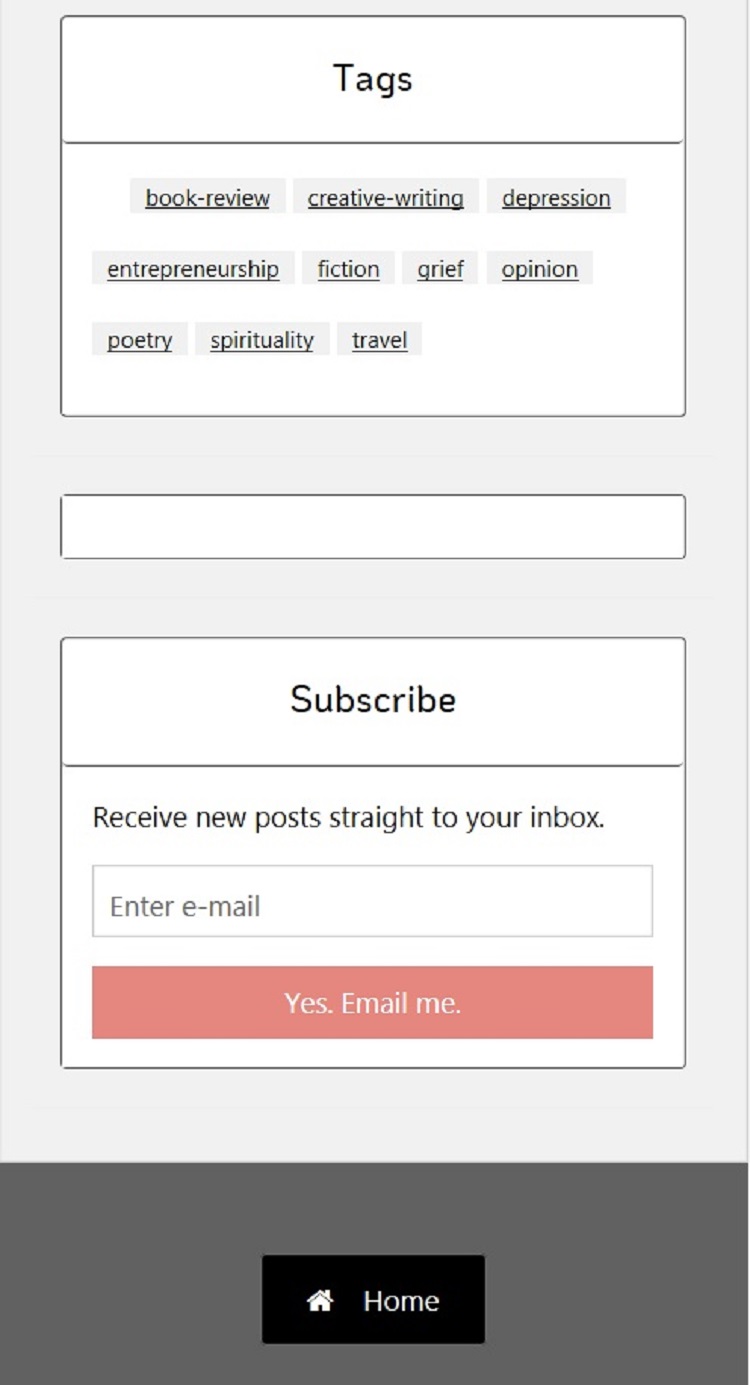 Tags
book-review creative-writing depression
entrepreneurship fiction grief opinion
poetry spirituality travel
Subscribe
Receive new posts straight to your inbox.
Enter e-mail
Yes. Email me.
Home